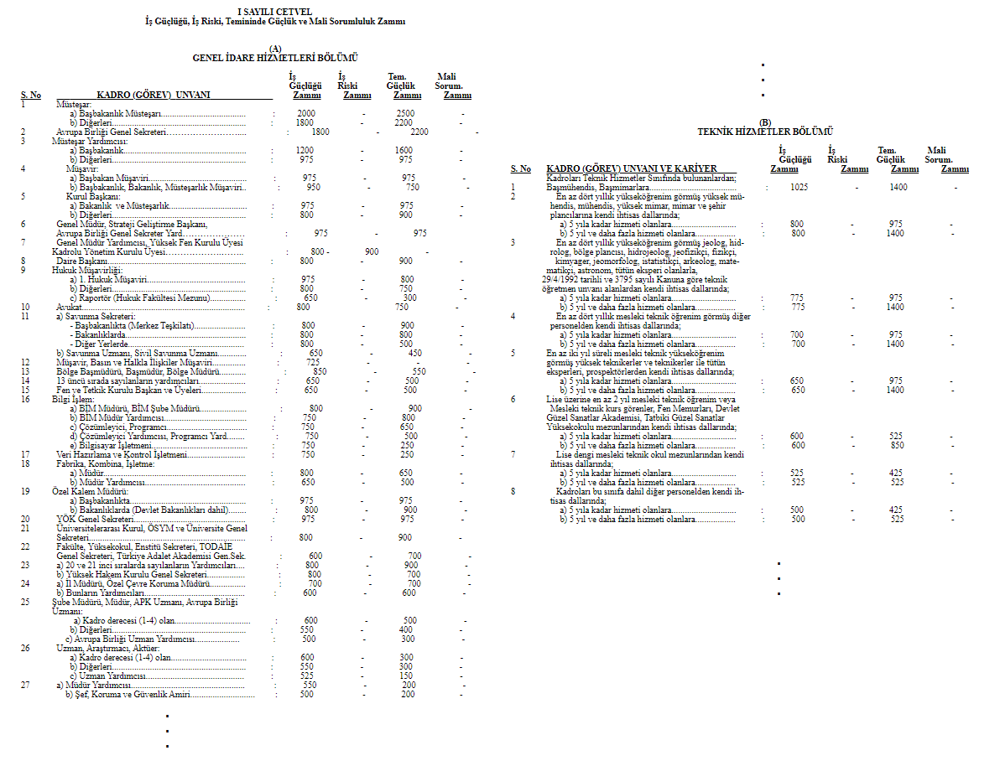 I SAYILI CETVEL
İş Güçlüğü, İş Riski, Temininde Güçlük ve Mali Sorumluluk Zammı
(A)
GENEL İDARE HİZMETLERİ BÖLÜMÜ
İş İş Tem. Mali
Güçlüğü Riski Güçlük Sorum.
S. No KADRO (GÖREV) UNVANI Zammı Zammı Zammı Zammı
1 Müsteşar:
a) Başbakanlık Müsteşarı...................................... : 2000 - 2500 -
b) Diğerleri............................................................ : 1800 - 2200 -
2 Avrupa Birliği Genel Sekreteri……………………….... : 1800 - 2200 -
3 Müsteşar Yardımcısı:
a) Başbakanlık....................................................... : 1200 - 1600 -
b) Diğerleri............................................................ : 975 - 975 -
4 Müşavir:
a) Başbakan Müşaviri............................................ : 975 - 975 -
b) Başbakanlık, Bakanlık, Müsteşarlık Müşaviri.. : 950 - 750 -
5 Kurul Başkanı:
a) Bakanlık ve Müsteşarlık................................... : 975 - 975 -
b) Diğerleri............................................................ : 800 - 900 -
6 Genel Müdür, Strateji Geliştirme Başkanı,
Avrupa Birliği Genel Sekreter Yard………………… : 975 - 975
7 Genel Müdür Yardımcısı, Yüksek Fen Kurulu Üyesi
Kadrolu Yönetim Kurulu Üyesi…………………….. : 800 - 900 -
8 Daire Başkanı.............................................................. : 800 - 900 -
9 Hukuk Müşavirliği:
a) 1. Hukuk Müşaviri............................................ : 975 - 800 -
b) Diğerleri............................................................ : 800 - 750 -
c) Raportör (Hukuk Fakültesi Mezunu)................ : 650 - 300 -
10 Avukat......................................................................... : 800 750 -
11 a) Savunma Sekreteri:
- Başbakanlıkta (Merkez Teşkilatı)....................... : 800 - 900 -
- Bakanlıklarda...................................................... : 800 - 800 -
- Diğer Yerlerde.................................................... : 800 - 500 -
b) Savunma Uzmanı, Sivil Savunma Uzmanı............. : 650 - 450 -
12 Müşavir, Basın ve Halkla İlişkiler Müşaviri............... : 725 - - -
13 Bölge Başmüdürü, Başmüdür, Bölge Müdürü............ : 850 - 550 -
14 13 üncü sırada sayılanların yardımcıları..................... : 650 - 500 -
15 Fen ve Tetkik Kurulu Başkan ve Üyeleri.................... : 650 - 500 -
16 Bilgi İşlem:
a) BİM Müdürü, BİM Şube Müdürü..................... : 800 - 900 -
b) BİM Müdür Yardımcısı..................................... : 750 - 800 -
c) Çözümleyici, Programcı.................................... : 750 - 650 -
d) Çözümleyici Yardımcısı, Programcı Yard........ : 750 - 500 -
e) Bilgisayar İşletmeni.......................................... : 750 - 250 -
17 Veri Hazırlama ve Kontrol İşletmeni.......................... : 750 - 250 -
18 Fabrika, Kombina, İşletme:
a) Müdür................................................................ : 800 - 650 -
b) Müdür Yardımcısı............................................. : 650 - 500 -
19 Özel Kalem Müdürü:
a) Başbakanlıkta.................................................... : 975 - 975 -
b) Bakanlıklarda (Devlet Bakanlıkları dahil)........ : 800 - 900 -
20 YÖK Genel Sekreteri.................................................. : 975 - 975 -
21 Üniversitelerarası Kurul, ÖSYM ve Üniversite Genel
Sekreteri...................................................................... : 800 - 900 -
22 Fakülte, Yüksekokul, Enstitü Sekreteri, TODAİE
Genel Sekreteri, Türkiye Adalet Akademisi Gen.Sek. : 600 - 700 -
23 a) 20 ve 21 inci sıralarda sayılanların Yardımcıları.... : 800 - 900 -
b) Yüksek Hakem Kurulu Genel Sekreteri................. : 800 - 700 -
24 a) İl Müdürü, Özel Çevre Koruma Müdürü................ : 700 - 700 -
b) Bunların Yardımcıları............................................. : 600 - 600 -
25 Şube Müdürü, Müdür, APK Uzmanı, Avrupa Birliği
Uzmanı:
a) Kadro derecesi (1-4) olan.................................. : 600 - 500 -
b) Diğerleri............................................................ : 550 - 400 -
c) Avrupa Birliği Uzman Yardımcısı.................... : 500 - 300 -
26 Uzman, Araştırmacı, Aktüer:
a) Kadro derecesi (1-4) olan.................................. : 600 - 300 -
b) Diğerleri............................................................ : 550 - 300 -
c) Uzman Yardımcısı............................................ : 525 - 150 -
27 a) Müdür Yardımcısı................................................... : 550 - 200 -
b) Şef, Koruma ve Güvenlik Amiri............................. : 500 - 200 -
.
.
.
.
.
.
(B)
TEKNİK HİZMETLER BÖLÜMÜ
İş İş Tem. Mali
Güçlüğü Riski Güçlük Sorum.
S. No KADRO (GÖREV) UNVANI VE KARİYER Zammı Zammı Zammı Zammı
Kadroları Teknik Hizmetler Sınıfında bulunanlardan;
1 Başmühendis, Başmimarlara....................................... : 1025 - 1400 -
2 En az dört yıllık yükseköğrenim görmüş yüksek mü-
hendis, mühendis, yüksek mimar, mimar ve şehir
plancılarına kendi ihtisas dallarında;
a) 5 yıla kadar hizmeti olanlara............................. : 800 - 975 -
b) 5 yıl ve daha fazla hizmeti olanlara.................. : 800 - 1400 -
3 En az dört yıllık yükseköğrenim görmüş jeolog, hid-
rolog, bölge plancısı, hidrojeolog, jeofizikçi, fizikçi,
kimyager, jeomorfolog, istatistikçi, arkeolog, mate-
matikçi, astronom, tütün eksperi olanlarla,
29/4/1992 tarihli ve 3795 sayılı Kanuna göre teknik
öğretmen unvanı alanlardan kendi ihtisas dallarında;
a) 5 yıla kadar hizmeti olanlara............................. : 775 - 975 -
b) 5 yıl ve daha fazla hizmeti olanlara.................. : 775 - 1400 -
4 En az dört yıllık mesleki teknik öğrenim görmüş diğer
personelden kendi ihtisas dallarında;
a) 5 yıla kadar hizmeti olanlara............................. : 700 - 975 -
b) 5 yıl ve daha fazla hizmeti olanlara.................. : 700 - 1400 -
5 En az iki yıl süreli mesleki teknik yükseköğrenim
görmüş yüksek teknikerler ve teknikerler ile tütün
eksperleri, prospektörlerden kendi ihtisas dallarında;
a) 5 yıla kadar hizmeti olanlara............................. : 650 - 975 -
b) 5 yıl ve daha fazla hizmeti olanlara.................. : 650 - 1400 -
6 Lise üzerine en az 2 yıl mesleki teknik öğrenim veya
Mesleki teknik kurs görenler, Fen Memurları, Devlet
Güzel Sanatlar Akademisi, Tatbiki Güzel Sanatlar
Yüksekokulu mezunlarından kendi ihtisas dallarında;
a) 5 yıla kadar hizmeti olanlara............................. : 600 - 525 -
b) 5 yıl ve daha fazla hizmeti olanlara.................. : 600 - 850 -
7 Lise dengi mesleki teknik okul mezunlarından kendi
ihtisas dallarında;
a) 5 yıla kadar hizmeti olanlara............................. : 525 - 425 -
b) 5 yıl ve daha fazla hizmeti olanlara.................. : 525 - 525 -
8 Kadroları bu sınıfa dahil diğer personelden kendi ih-
tisas dallarında;
a) 5 yıla kadar hizmeti olanlara............................. : 500 - 425 -
b) 5 yıl ve daha fazla hizmeti olanlara.................. : 500 - 525 -
.
.
.